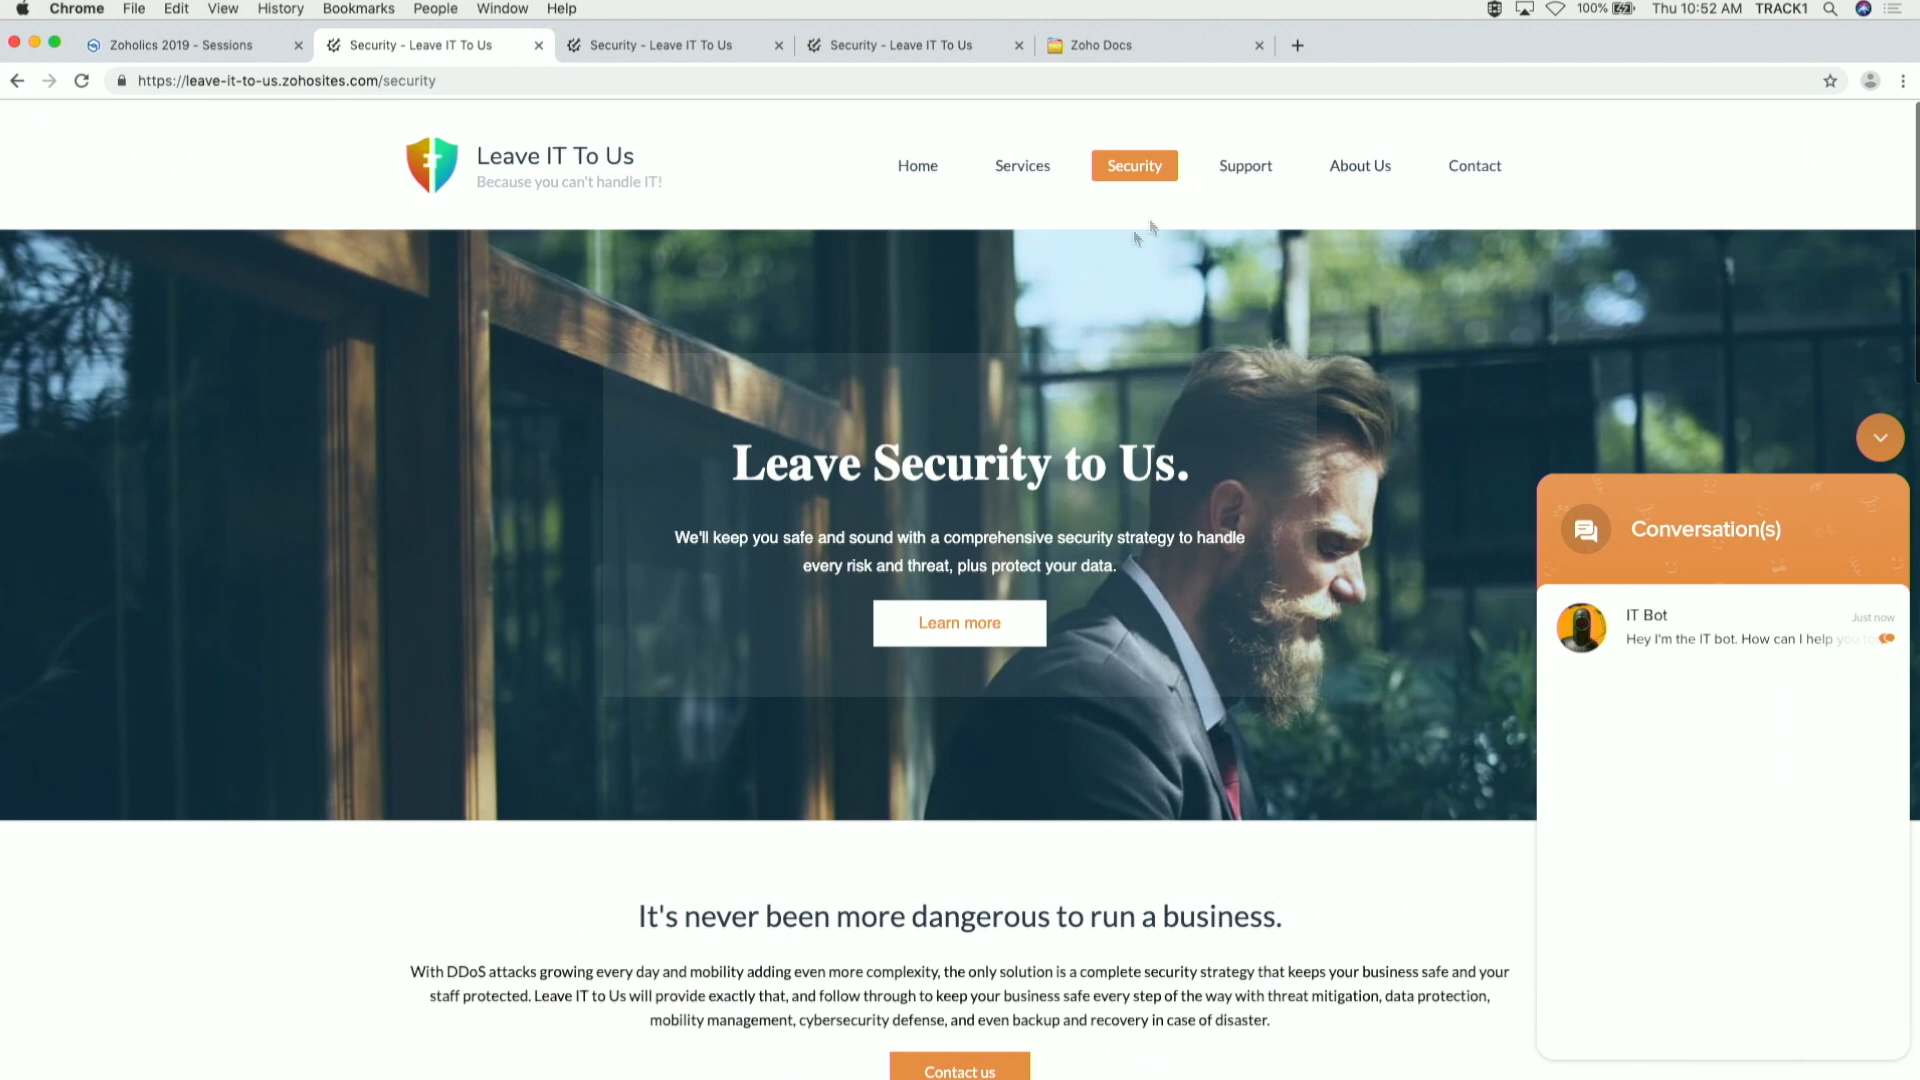 Chrome File Edit View History Bookmarks People Window Help 100% Thu 10:52 AM TRACK1
Zoholics 2019 - Sessions
Security - Leave IT To Us
Security - Leave IT To Us
Security - Leave IT To Us
Zoho Docs
https://leave-it-to-us.zohosites.com/security
Leave IT To Us
Because you can't handle IT!
Home Services Security Support About Us Contact
Leave Security to Us.
We'll keep you safe and sound with a comprehensive security strategy to handle
every risk and threat, plus protect your data.
Learn more
Conversation(s)
IT Bot
Just now
Hey I'm the IT bot. How can I help you
It's never been more dangerous to run a business.
With DDoS attacks growing every day and mobility adding even more complexity, the only solution is a complete security strategy that keeps your business safe and your
staff protected. Leave IT to Us will provide exactly that, and follow through to keep your business safe every step of the way with threat mitigation, data protection,
mobility management, cybersecurity defense, and even backup and recovery in case of disaster.
Contact us